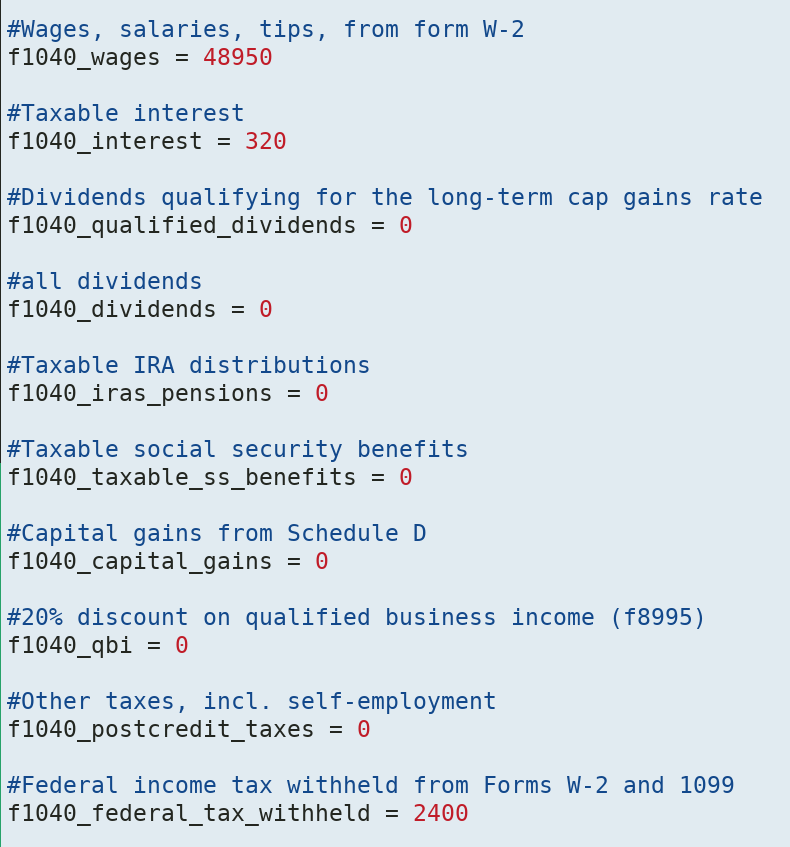 #Wages, salaries, tips, from form W-2
f1040_wages = 48950
#Taxable interest
f1040_interest = 320
#Dividends qualifying for the long-term cap gains rate
f1040_qualified_dividends = 0
#all dividends
f1040_dividends = 0
#Taxable IRA distributions
f1040_iras_pensions = 0
#Taxable social security benefits
f1040_taxable_ss_benefits = 0
#Capital gains from Schedule D
f1040_capital_gains = 0
#20% discount on qualified business income (f8995)
f1040_qbi = 0
#Other taxes, incl. self-employment
f1040_postcredit_taxes = 0
#Federal income tax withheld from Forms W-2 and 1099
f1040_federal_tax_withheld = 2400